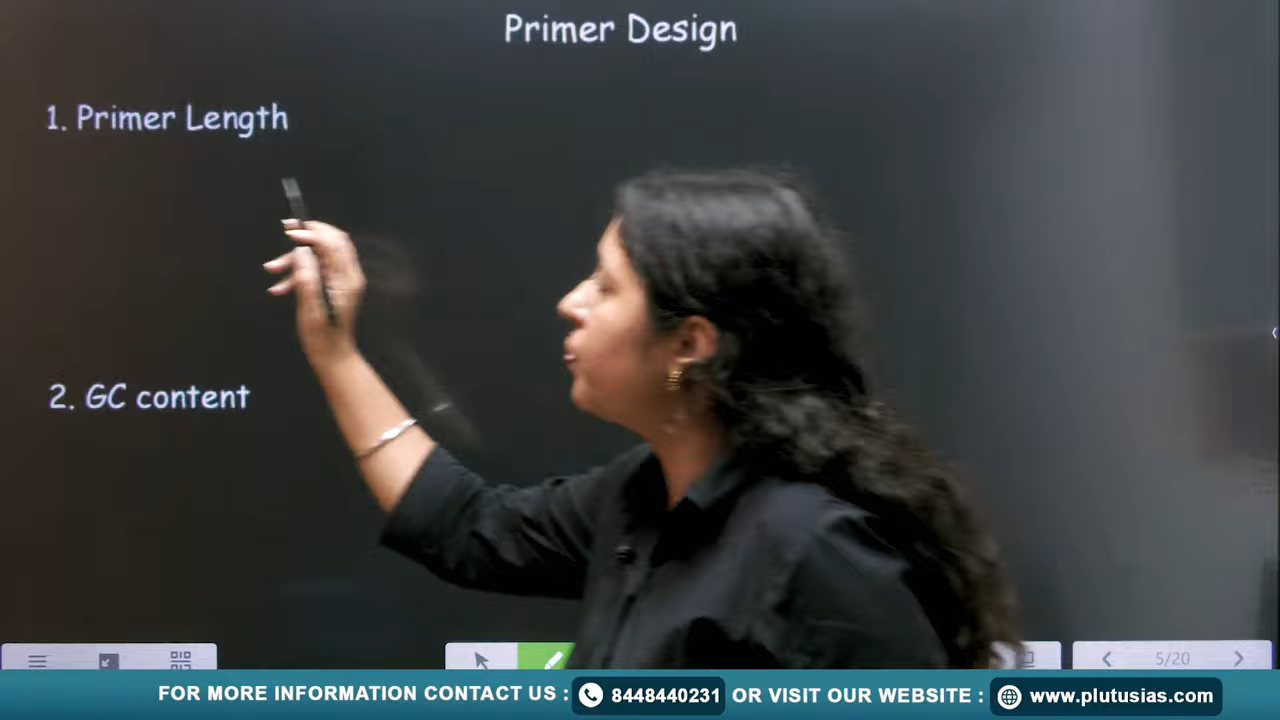 Primer Design
1. Primer Length
2. GC content
5/20
FOR MORE INFORMATION CONTACT US : 8448440231 OR VISIT OUR WEBSITE : www.plutusias.com